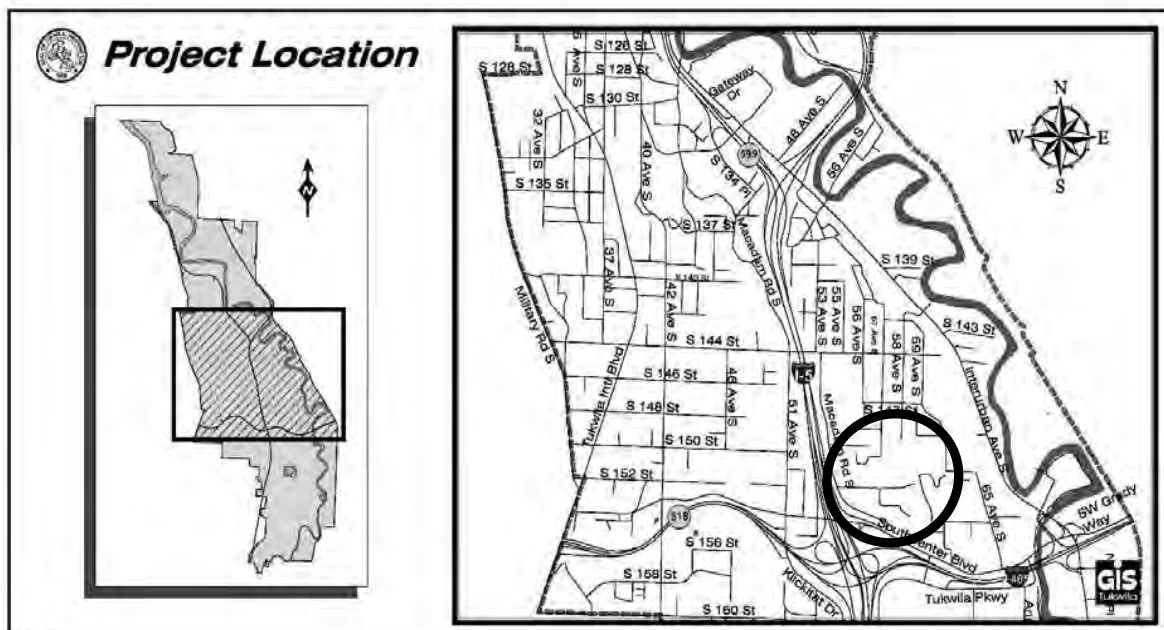 Project Location
N
S 126 St
S 128 St
S 128 St
S 130 St
32 Ave S
40 Ave S
Gateway Dr
48 Ave S
56 Ave S
599
S 134 Pl
S 135 St
S 137 St
37 Ave S
Macadam Rd S
S 139 St
42 Ave S
Military Rd S
Tukwila Intl Blvd
53 Ave S
55 Ave S
56 Ave S
58 Ave S
59 Ave S
S 143 St
Interurban Ave S
S 144 St
I-5
S 146 St
46 Ave S
S 148 St
51 Ave S
Macadam Rd S
S 150 St
S 152 St
65 Ave S
SW Grady Way
518
S 156 St
Southcenter Blvd
S 158 St
Klickitat Dr
Tukwila Pkwy
S 160 St
N
W
E
S
GIS
Tukwila